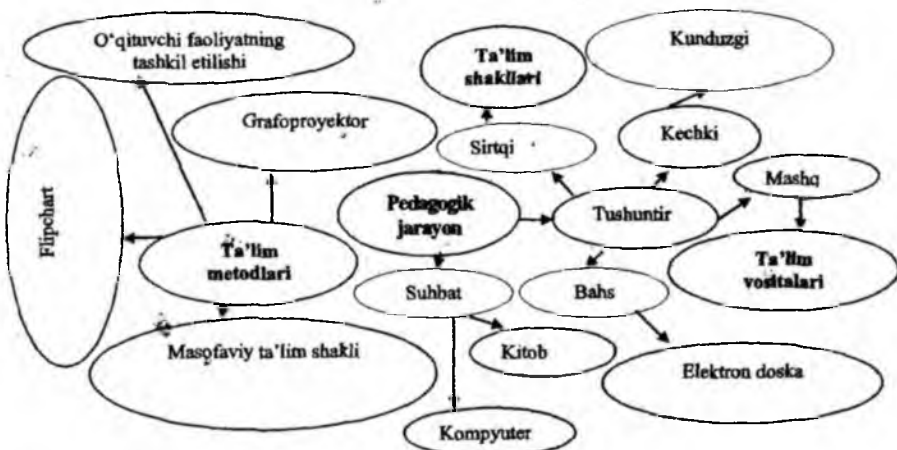 O‘qituvchi faoliyatning
tashkil etilishi
Kunduzgi
Ta’lim
shakllari
Grafoproyektor
Sirtqi
Kechki
Mashq
Flipchart
Pedagogik
jarayon
Tushuntir
Ta’lim
metodlari
Ta’lim
vositalari
Suhbat
Bahs
Masofaviy ta’lim shakli
Kitob
Elektron doska
Kompyuter